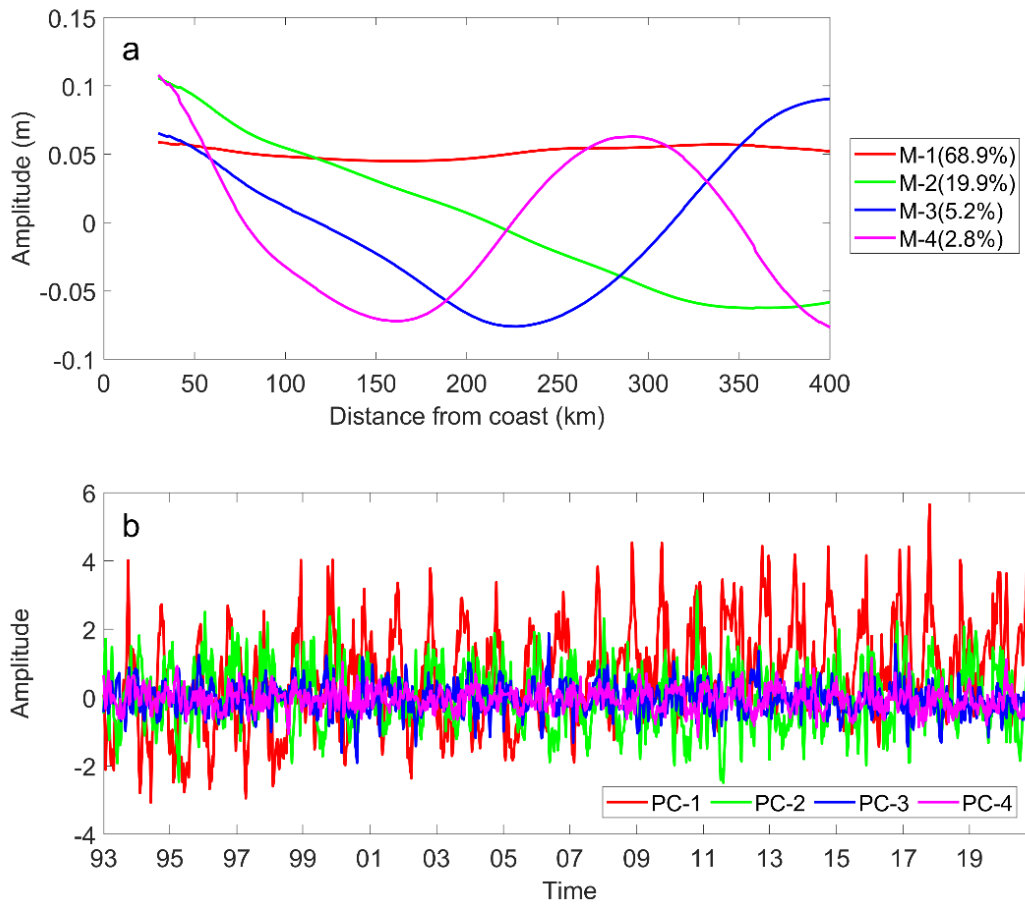 a
0.15
0.1
0.05
0
-0.05
-0.1
Amplitude (m)
0 50 100 150 200 250 300 350 400
Distance from coast (km)
M-1(68.9%)
M-2(19.9%)
M-3(5.2%)
M-4(2.8%)
b
6
4
2
0
-2
-4
Amplitude
PC-1 PC-2 PC-3 PC-4
93 95 97 99 01 03 05 07 09 11 13 15 17 19
Time